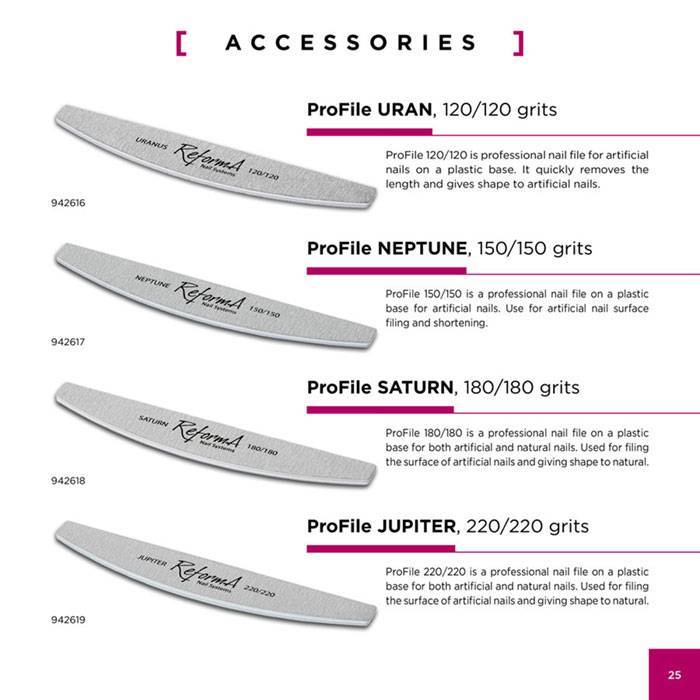 [ ACCESSORIES ]
ProFile URAN, 120/120 grits
URANUS ReformA Nail Systems 120/120
ProFile 120/120 is professional nail file for artificial
nails on a plastic base. It quickly removes the
length and gives shape to artificial nails.
942616
ProFile NEPTUNE, 150/150 grits
NEPTUNE ReformA Nail Systems 150/150
ProFile 150/150 is a professional nail file on a plastic
base for artificial nails. Use for artificial nail surface
filing and shortening.
942617
ProFile SATURN, 180/180 grits
SATURN ReformA Nail Systems 180/180
ProFile 180/180 is a professional nail file on a plastic
base for both artificial and natural nails. Used for filing
the surface of artificial nails and giving shape to natural.
942618
ProFile JUPITER, 220/220 grits
JUPITER ReformA Nail Systems 220/220
ProFile 220/220 is a professional nail file on a plastic
base for both artificial and natural nails. Used for filing
the surface of artificial nails and giving shape to natural.
942619
25